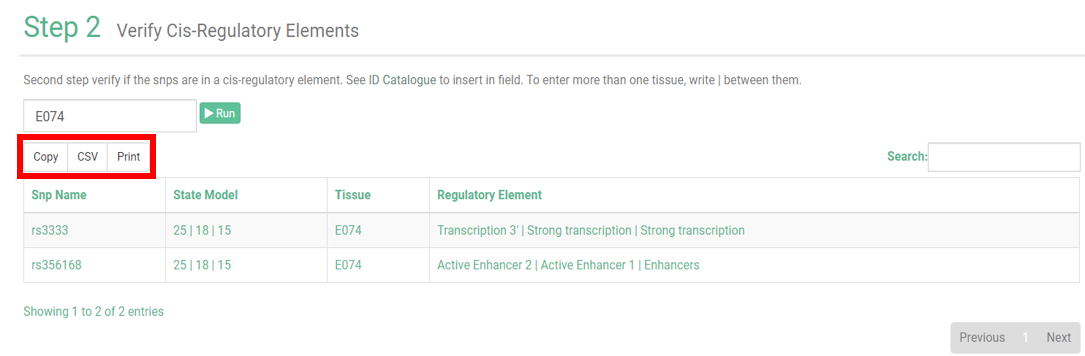 Step 2 Verify Cis-Regulatory Elements
Second step verify if the snps are in a cis-regulatory element. See ID Catalogue to insert in field. To enter more than one tissue, write | between them.
E074 Run
Copy CSV Print Search:
Snp Name State Model Tissue Regulatory Element
rs3333 25 | 18 | 15 E074 Transcription 3' | Strong transcription | Strong transcription
rs356168 25 | 18 | 15 E074 Active Enhancer 2 | Active Enhancer 1 | Enhancers
Showing 1 to 2 of 2 entries
Previous 1 Next